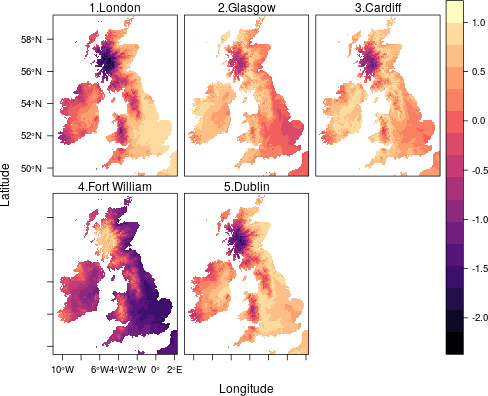 1.London 2.Glasgow 3.Cardiff
58°N
56°N
54°N
52°N
50°N
1.0
0.5
0.0
-0.5
-1.0
-1.5
-2.0
Latitude
4.Fort William 5.Dublin
10°W 6°W 4°W 2°W 0° 2°E
Longitude